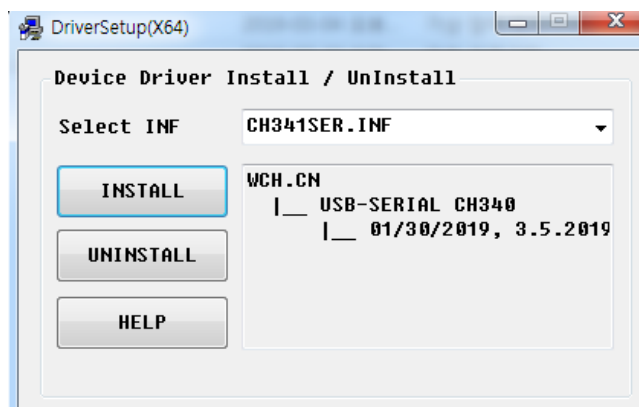 DriverSetup(X64)
Device Driver Install / UnInstall
Select INF
CH341SER.INF
INSTALL
WCH.CN
|__ USB-SERIAL CH340
|__ 01/30/2019, 3.5.2019
UNINSTALL
HELP